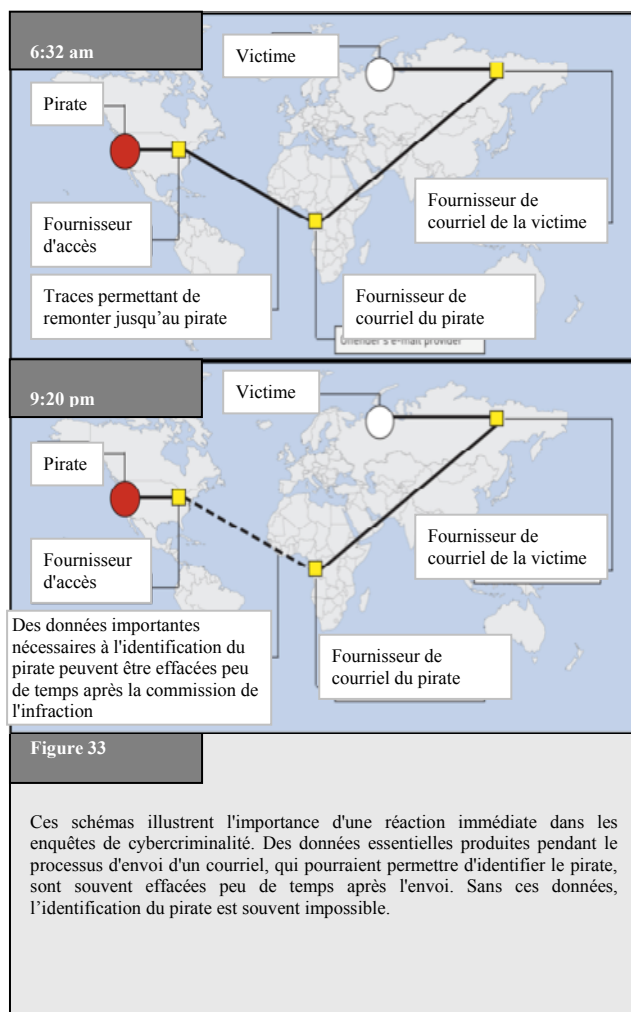 6:32 am
Victime
Pirate
Fournisseur
d'accès
Fournisseur de
courriel de la victime
Traces permettant de
remonter jusqu’au pirate
Fournisseur de
courriel du pirate
Offender's e-mail provider
9:20 pm
Victime
Pirate
Fournisseur
d'accès
Fournisseur de
courriel de la victime
Des données importantes
nécessaires à l'identification du
pirate peuvent être effacées peu
de temps après la commission de
l'infraction
Fournisseur de
courriel du pirate
Figure 33
Ces schémas illustrent l'importance d'une réaction immédiate dans les
enquêtes de cybercriminalité. Des données essentielles produites pendant le
processus d'envoi d'un courriel, qui pourraient permettre d'identifier le pirate,
sont souvent effacées peu de temps après l'envoi. Sans ces données,
l’identification du pirate est souvent impossible.